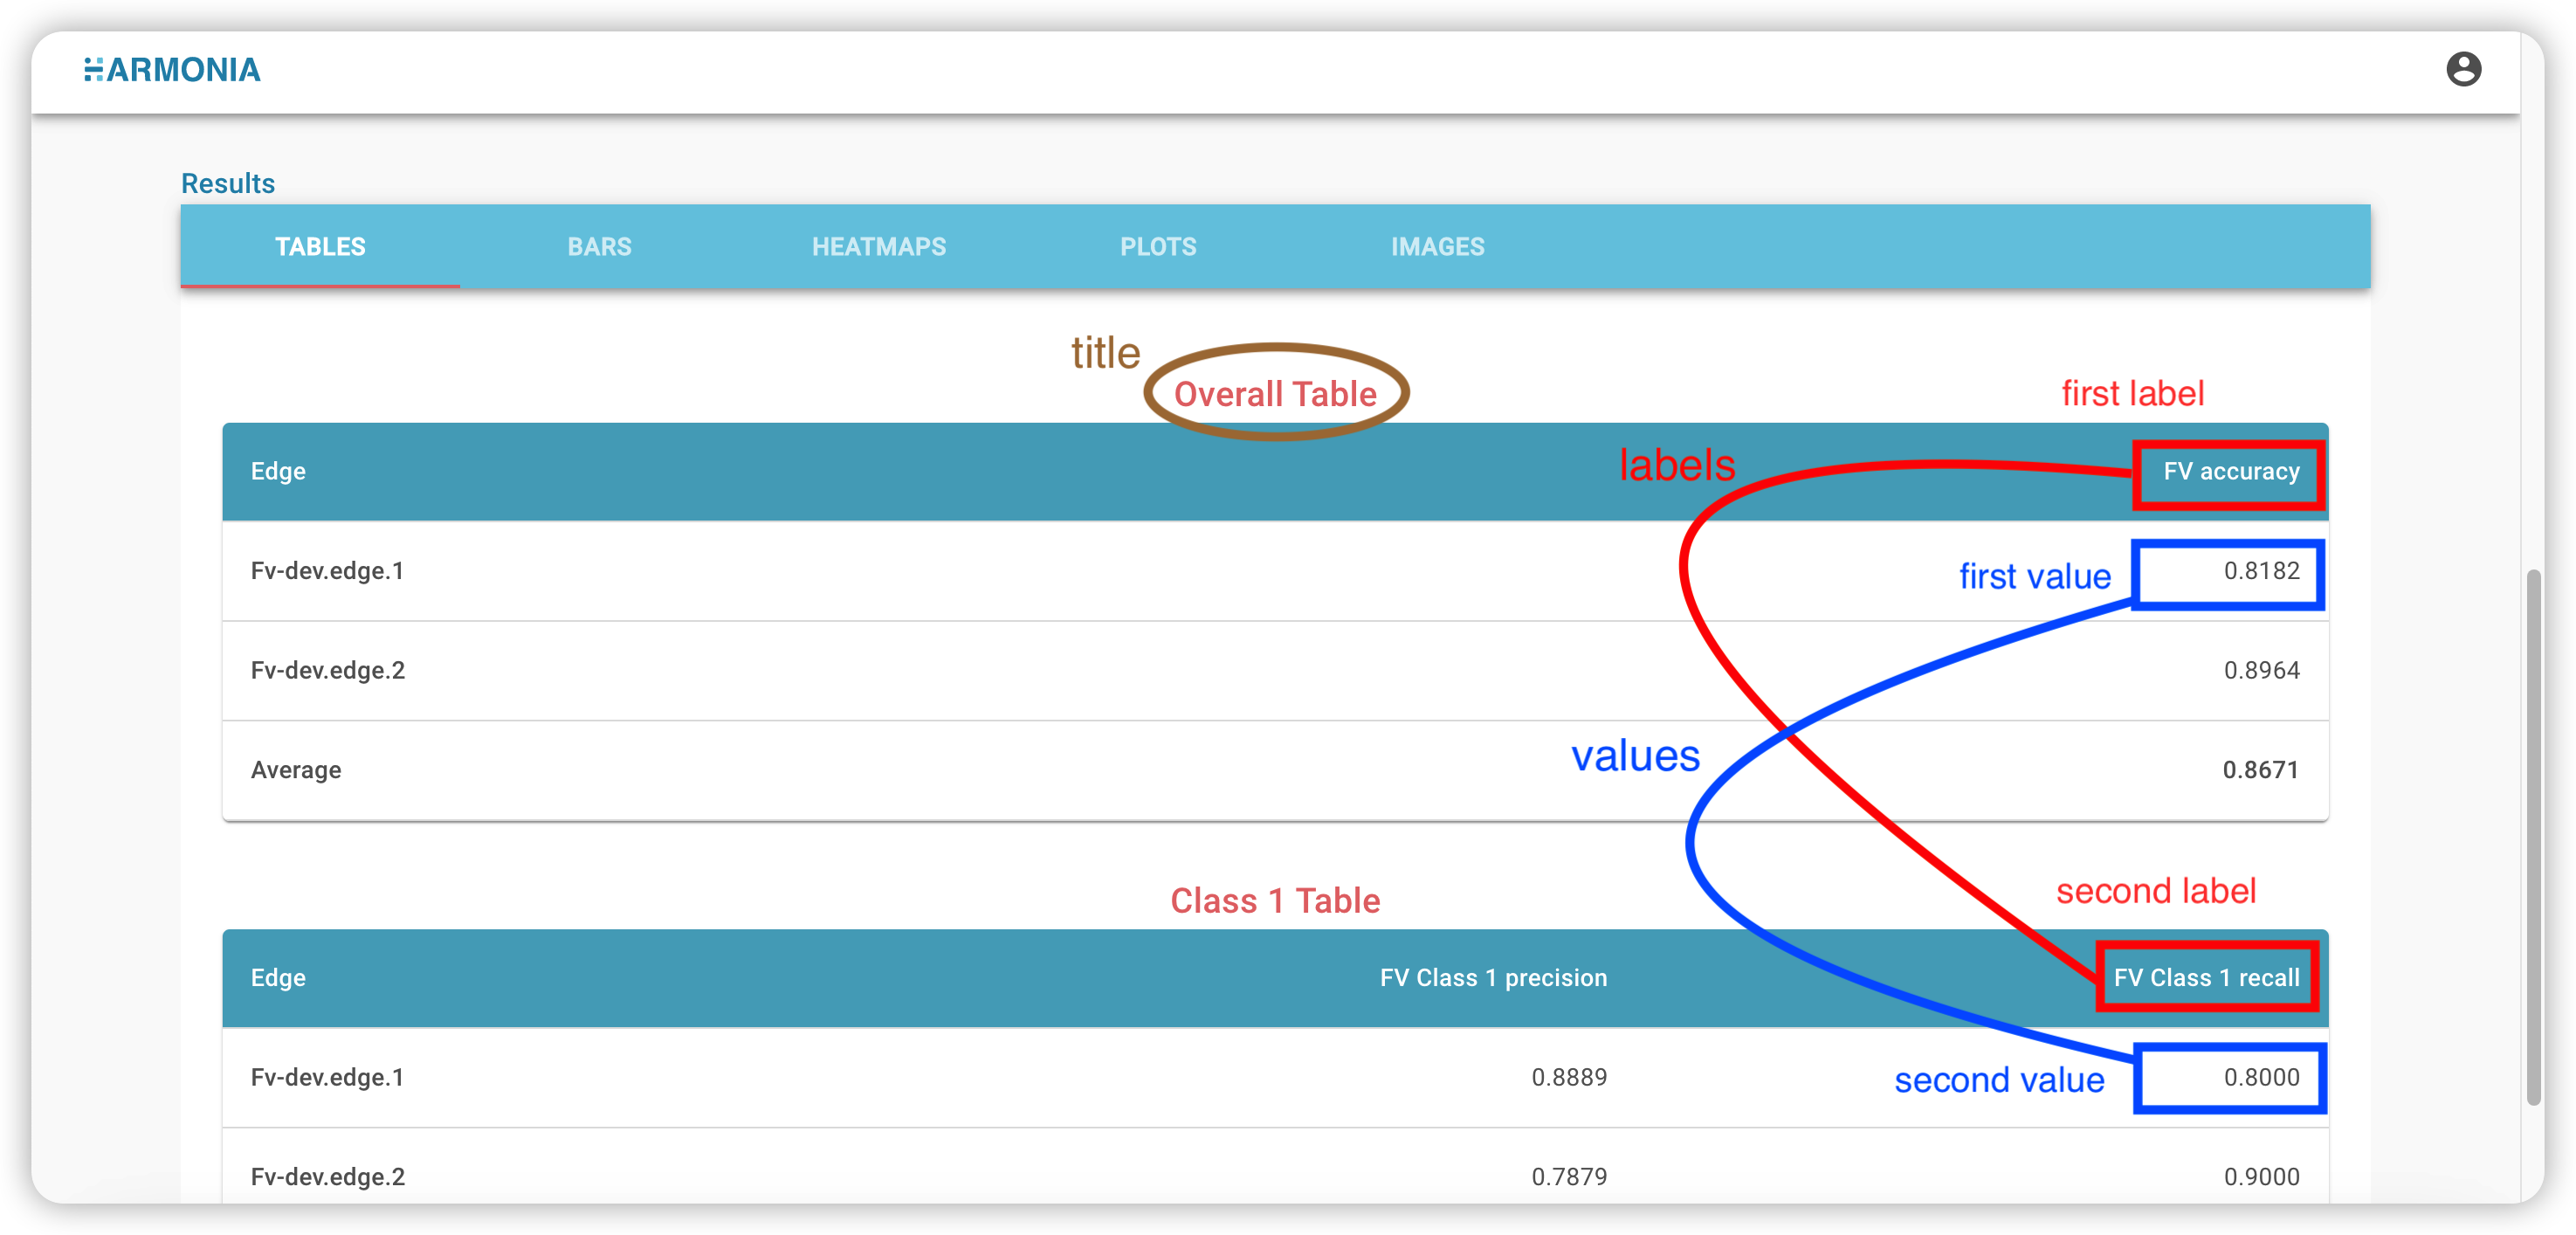 HARMONIA
Results
TABLES BARS HEATMAPS PLOTS IMAGES
title
Overall Table
first label
labels
Edge FV accuracy
Fv-dev.edge.1 first value 0.8182
Fv-dev.edge.2 0.8964
values
Average 0.8671
second label
Class 1 Table
Edge FV Class 1 precision FV Class 1 recall
Fv-dev.edge.1 0.8889 second value 0.8000
Fv-dev.edge.2 0.7879 0.9000